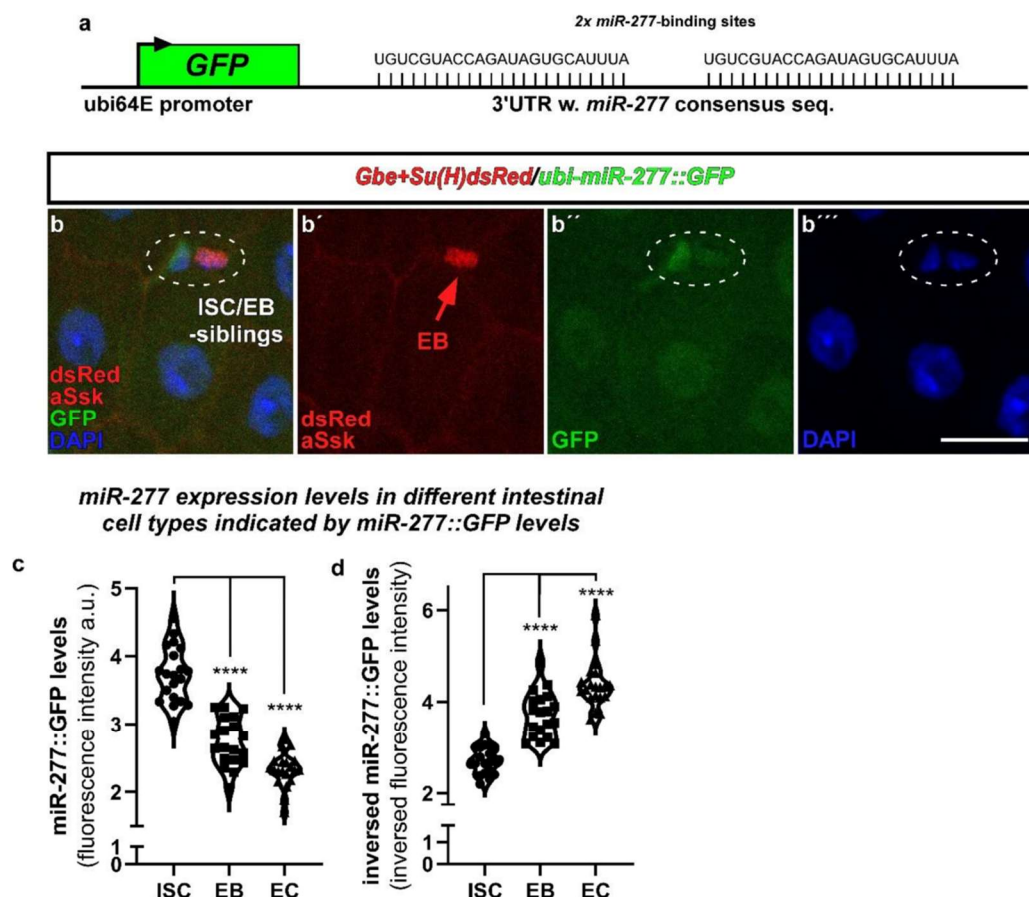 a
2x miR-277-binding sites
GFP
UGUCGUACCAGAUAGUGCAUUUA UGUCGUACCAGAUAGUGCAUUUA
ubi64E promoter 3'UTR w. miR-277 consensus seq.
Gbe+Su(H)dsRed/ubi-miR-277::GFP
b b´ b´´ b´´´
ISC/EB
-siblings
EB
dsRed
aSsk
GFP
DAPI
dsRed
aSsk
GFP
DAPI
miR-277 expression levels in different intestinal
cell types indicated by miR-277::GFP levels
c
miR-277::GFP levels
(fluorescence intensity a.u.)
5
4
3
2
1
0
****
****
ISC EB EC
d
inversed miR-277::GFP levels
(inversed fluorescence intensity)
6
4
2
1
0
****
****
ISC EB EC